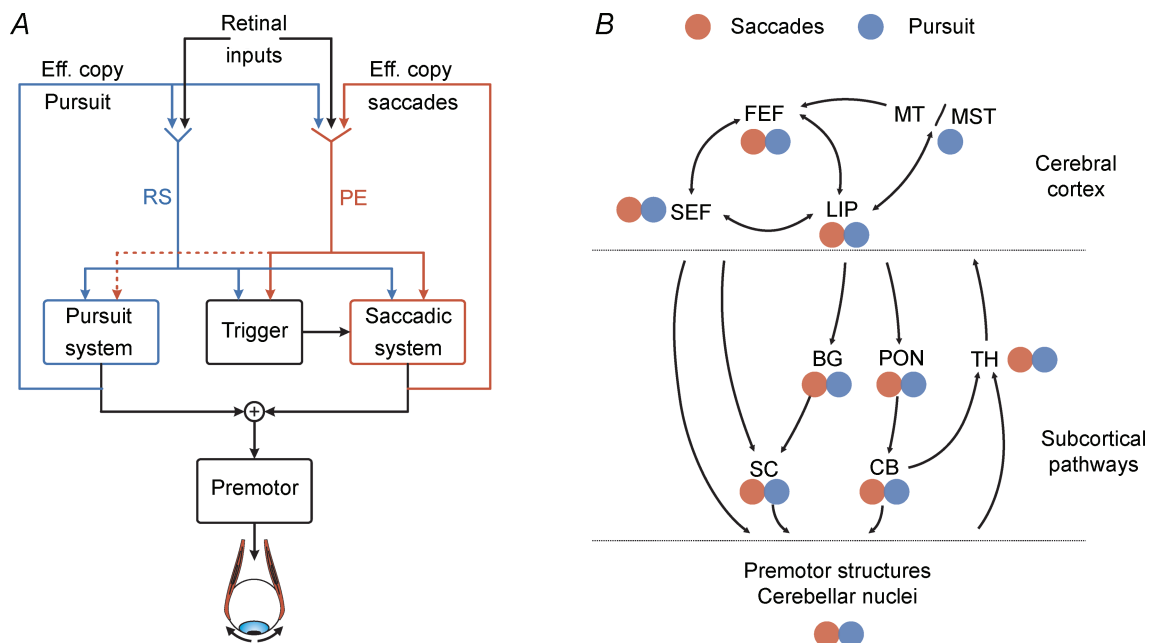 A
Retinal
inputs
Eff. copy
Pursuit
Eff. copy
saccades
RS
PE
Pursuit
system
Trigger
Saccadic
system
+
Premotor
B
Saccades
Pursuit
FEF
MT / MST
SEF
LIP
Cerebral
cortex
BG
PON
TH
SC
CB
Subcortical
pathways
Premotor structures
Cerebellar nuclei